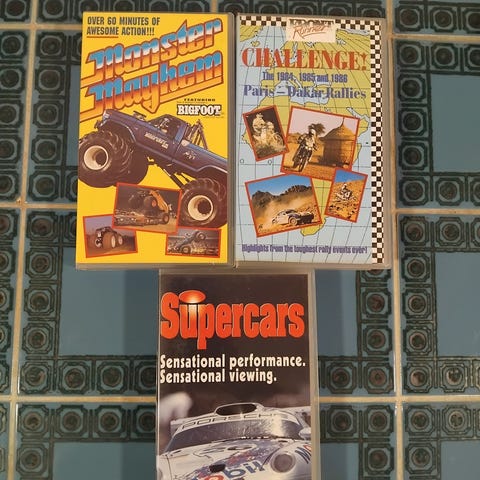 OVER 60 MINUTES OF
AWESOME ACTION!!!
Monster
Mayhem
FEATURING
BIGFOOT
FRONT
Runner
CHALLENGE!
The 1984, 1985 and 1986
Paris – Dakar Rallies
Highlights from the toughest rally events ever!
Supercars
Sensational performance.
Sensational viewing.
PORSCHE